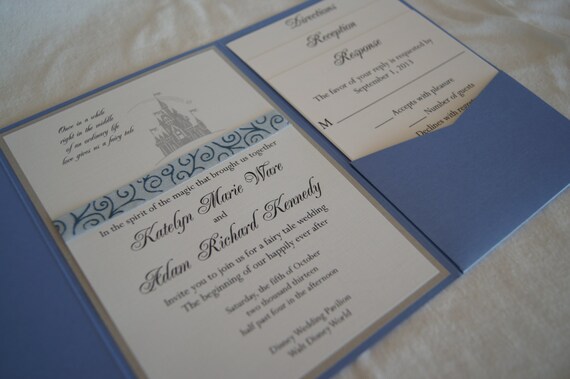 Once in a while
right in the middle
of an ordinary life
love gives us a fairy tale
In the spirit of the magic that brought us together
Katelyn Marie Ware
and
Adam Richard Kennedy
Invite you to join us for a fairy tale wedding
The beginning of our happily ever after
Saturday, the fifth of October
two thousand thirteen
half past four in the afternoon
Disney Wedding Pavilion
Walt Disney World
Directions
Reception
Response
The favor of your reply is requested by
September 1, 2013
M
Accepts with pleasure
Number of guests
Declines with